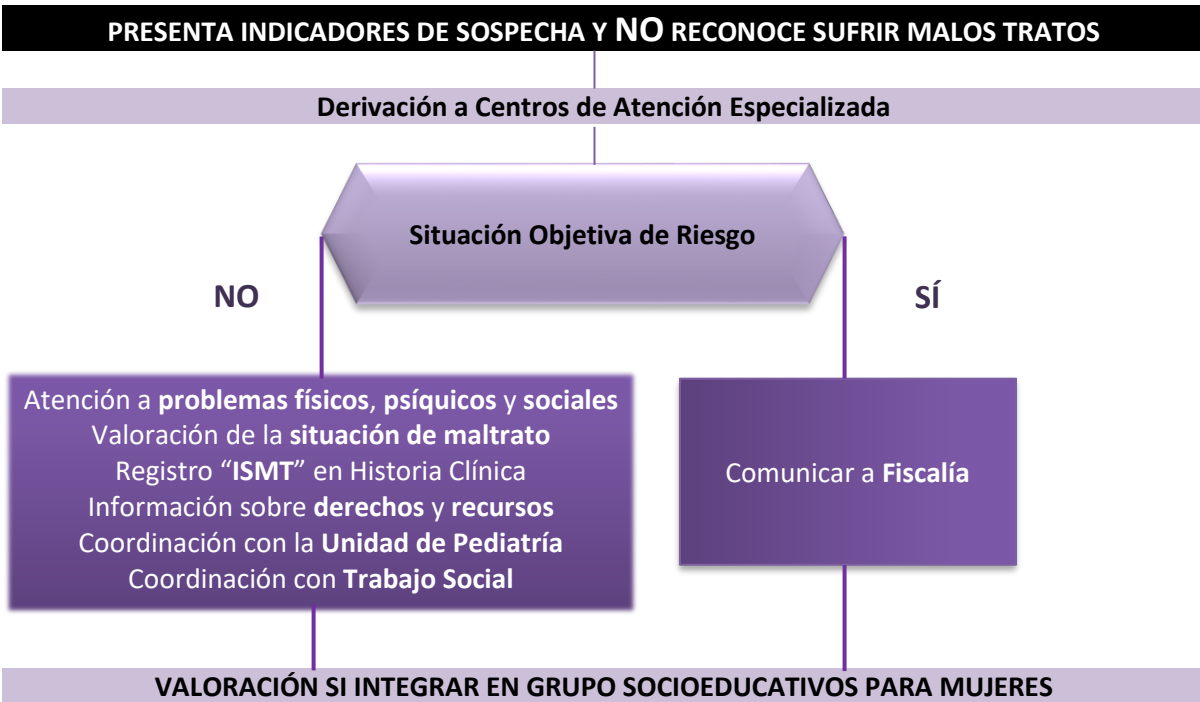 PRESENTA INDICADORES DE SOSPECHA Y NO RECONOCE SUFRIR MALOS TRATOS
Derivación a Centros de Atención Especializada
Situación Objetiva de Riesgo
NO
SÍ
Atención a problemas físicos, psíquicos y sociales
Valoración de la situación de maltrato
Registro “ISMT” en Historia Clínica
Información sobre derechos y recursos
Coordinación con la Unidad de Pediatría
Coordinación con Trabajo Social
Comunicar a Fiscalía
VALORACIÓN SI INTEGRAR EN GRUPO SOCIOEDUCATIVOS PARA MUJERES